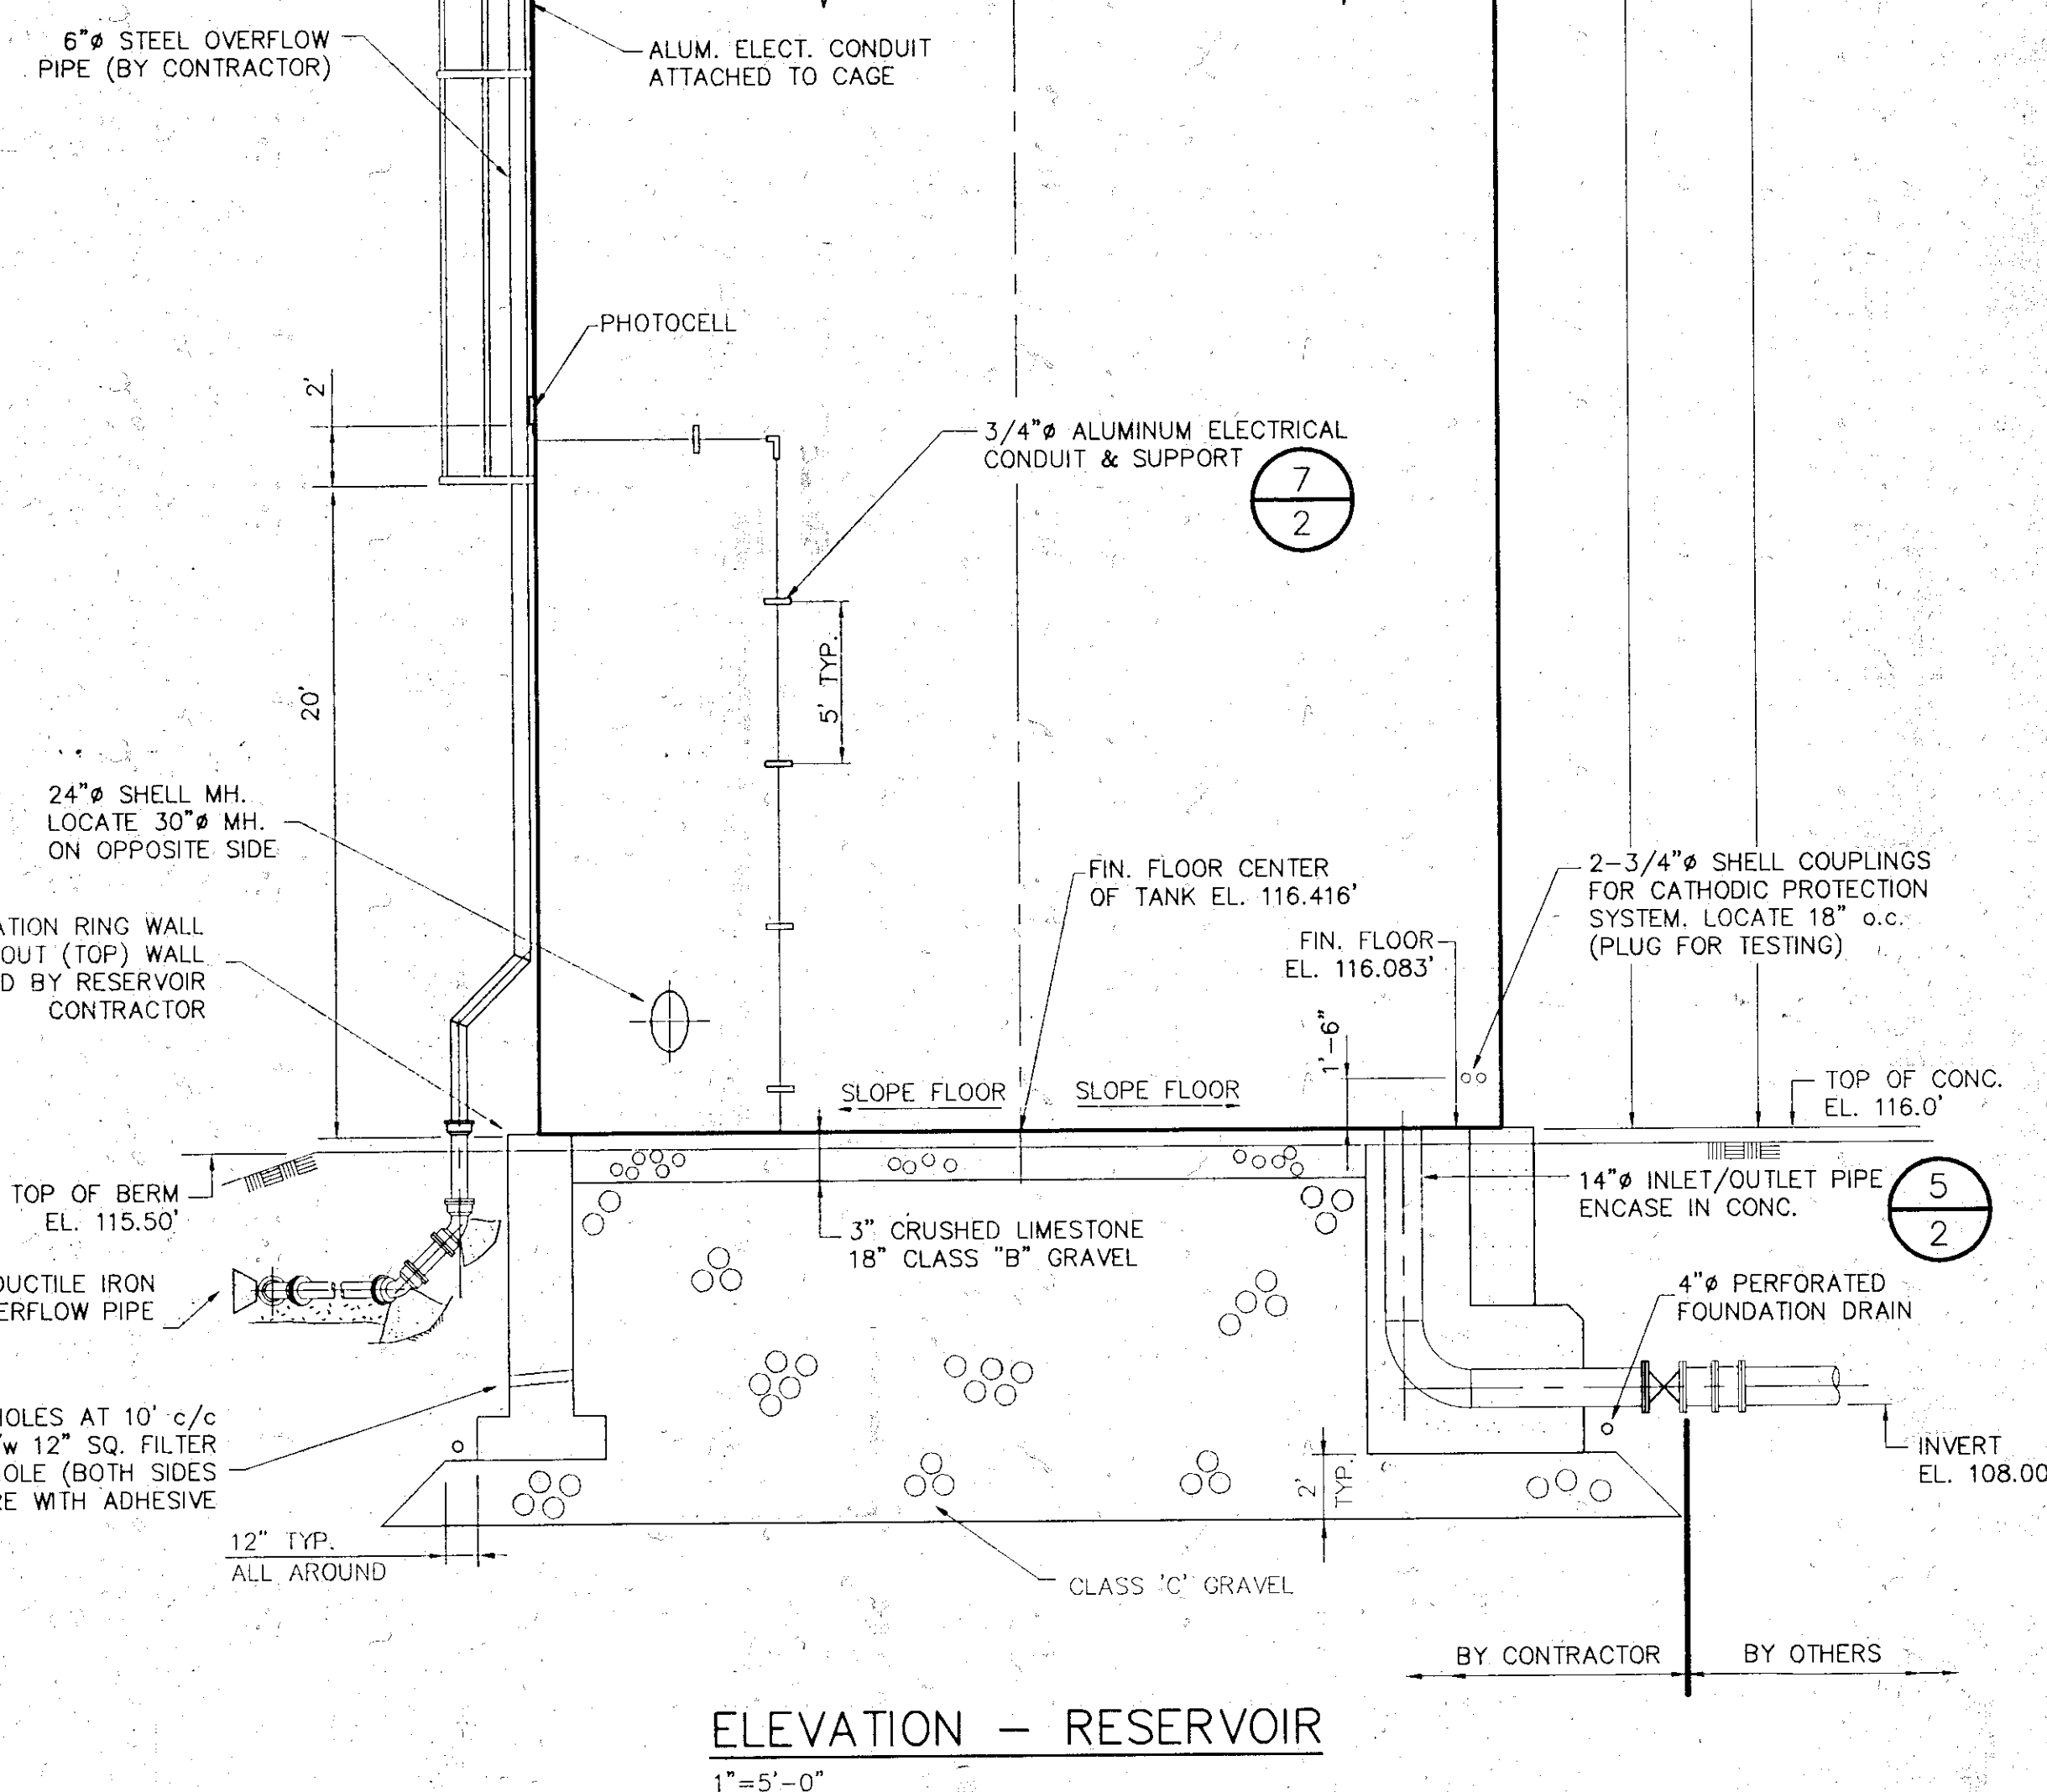 6"ø STEEL OVERFLOW
PIPE (BY CONTRACTOR)
ALUM. ELECT. CONDUIT
ATTACHED TO CAGE
PHOTOCELL
2'
3/4"ø ALUMINUM ELECTRICAL
CONDUIT & SUPPORT
7
2
20'
5' TYP.
24"ø SHELL MH.
LOCATE 30"ø MH.
ON OPPOSITE SIDE
FIN. FLOOR CENTER
OF TANK EL. 116.416'
2-3/4"ø SHELL COUPLINGS
FOR CATHODIC PROTECTION
SYSTEM. LOCATE 18" o.c.
(PLUG FOR TESTING)
FIN. FLOOR
EL. 116.083'
ATION RING WALL
OUT (TOP) WALL
D BY RESERVOIR
CONTRACTOR
1'-6"
SLOPE FLOOR
SLOPE FLOOR
TOP OF CONC.
EL. 116.0'
TOP OF BERM
EL. 115.50'
14"ø INLET/OUTLET PIPE
ENCASE IN CONC.
5
2
3" CRUSHED LIMESTONE
18" CLASS "B" GRAVEL
DUCTILE IRON
ERFLOW PIPE
4"ø PERFORATED
FOUNDATION DRAIN
HOLES AT 10' c/c
/w 12" SQ. FILTER
OLE (BOTH SIDES
RE WITH ADHESIVE
INVERT
EL. 108.00
2'
TYP.
12" TYP.
ALL AROUND
CLASS 'C' GRAVEL
BY CONTRACTOR
BY OTHERS
ELEVATION - RESERVOIR
1"=5'-0"